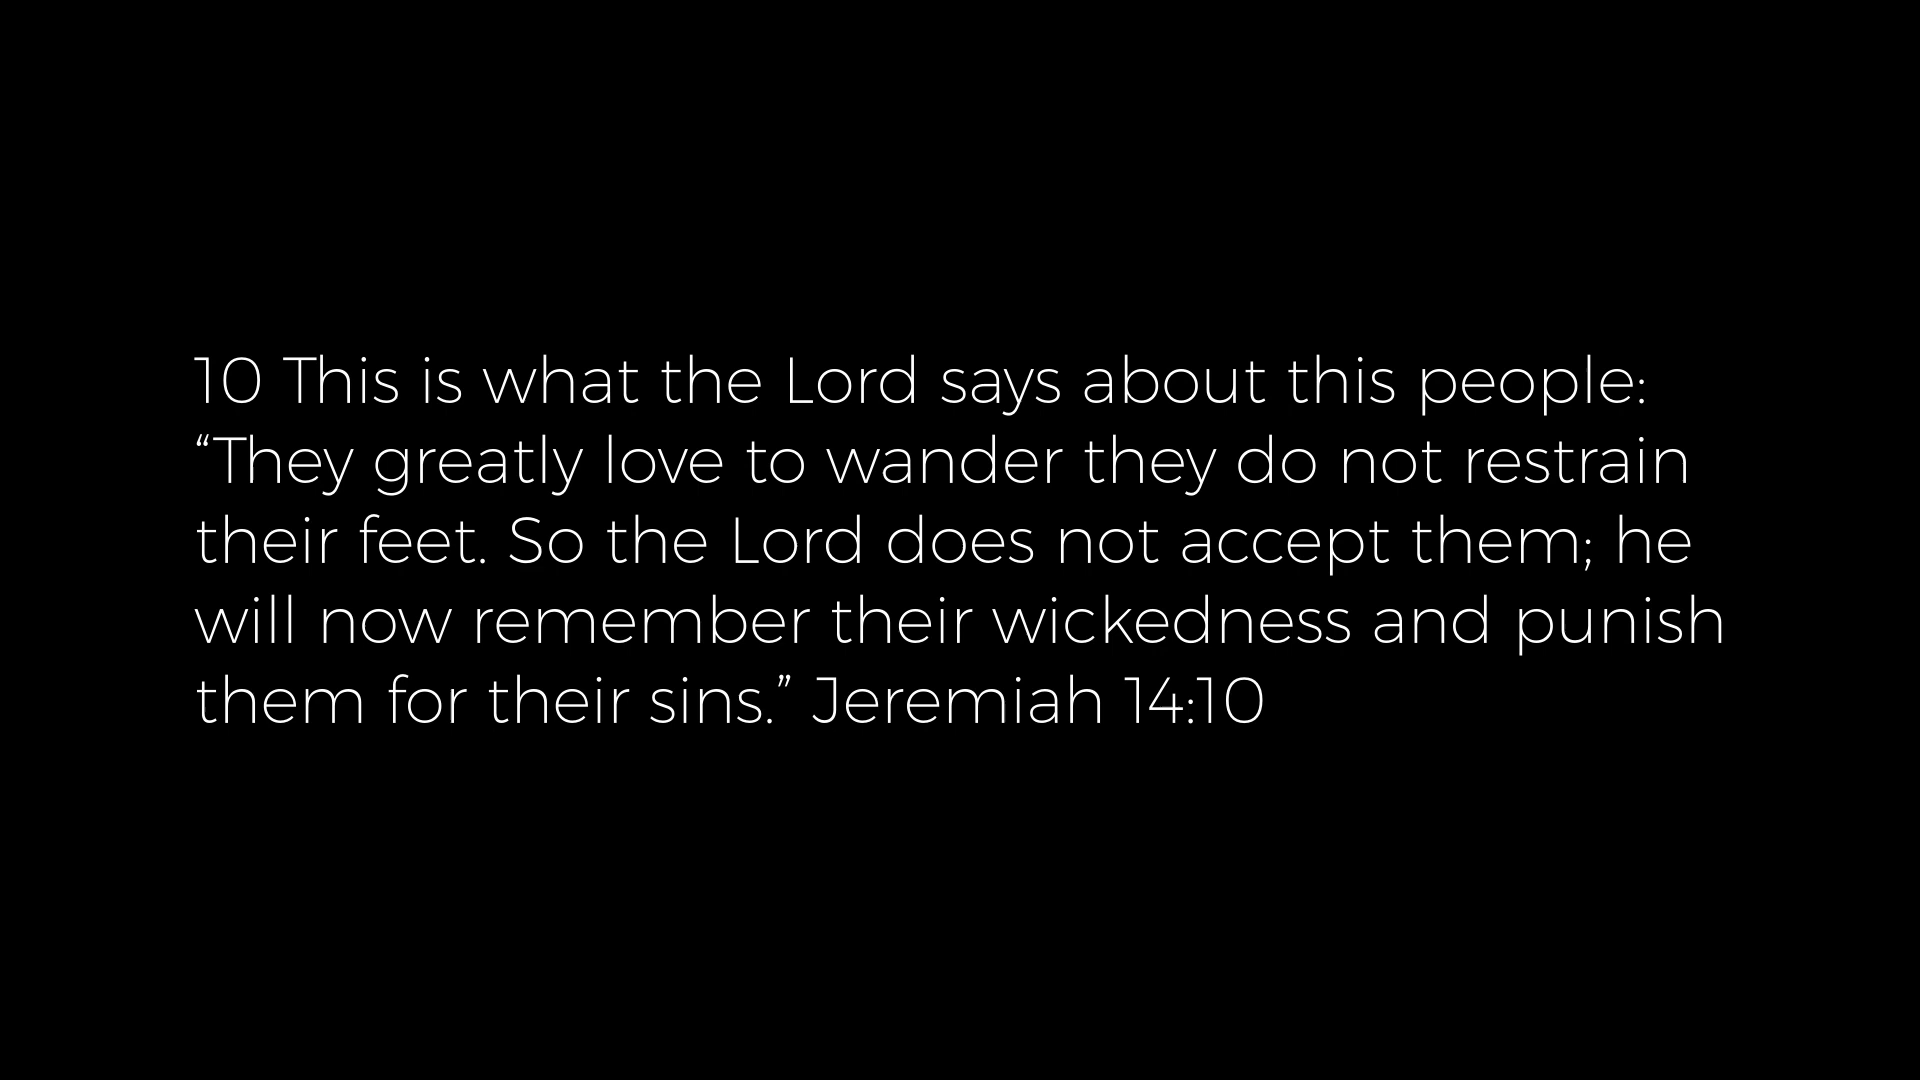 10 This is what the Lord says about this people:
“They greatly love to wander they do not restrain
their feet. So the Lord does not accept them; he
will now remember their wickedness and punish
them for their sins.” Jeremiah 14:10